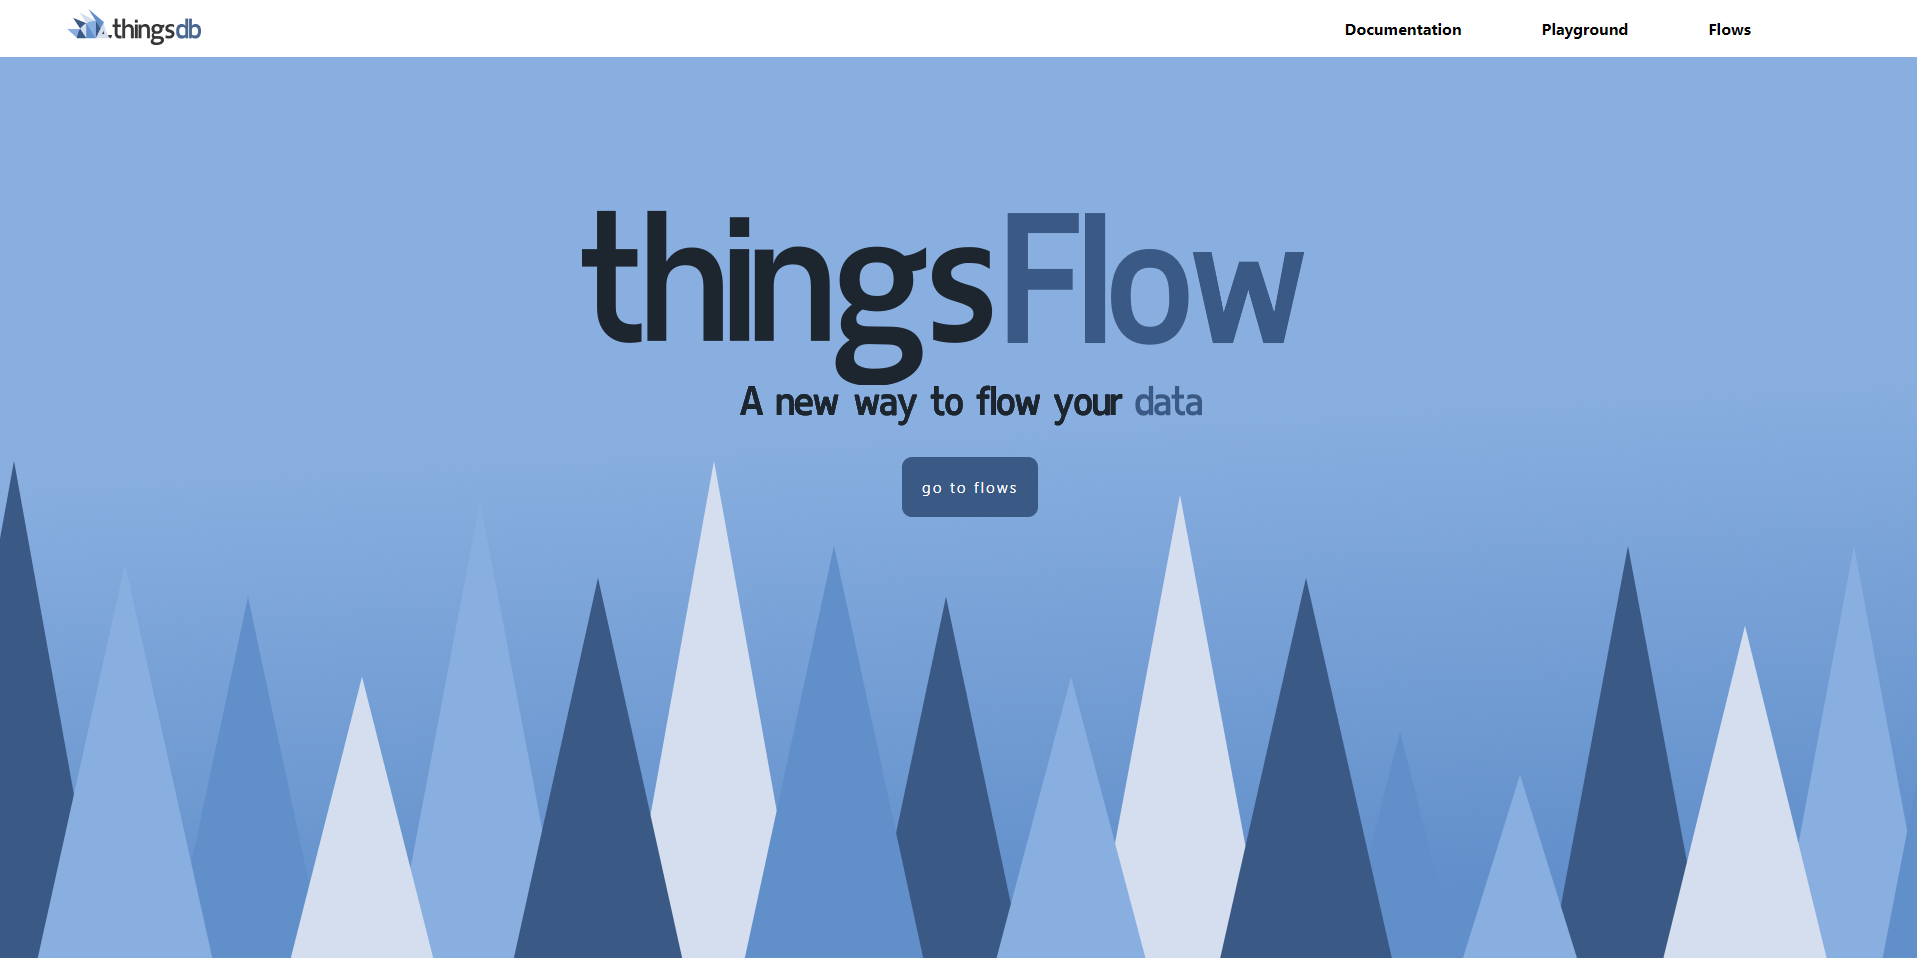 .thingsdb
Documentation
Playground
Flows
thingsFlow
A new way to flow your data
go to flows